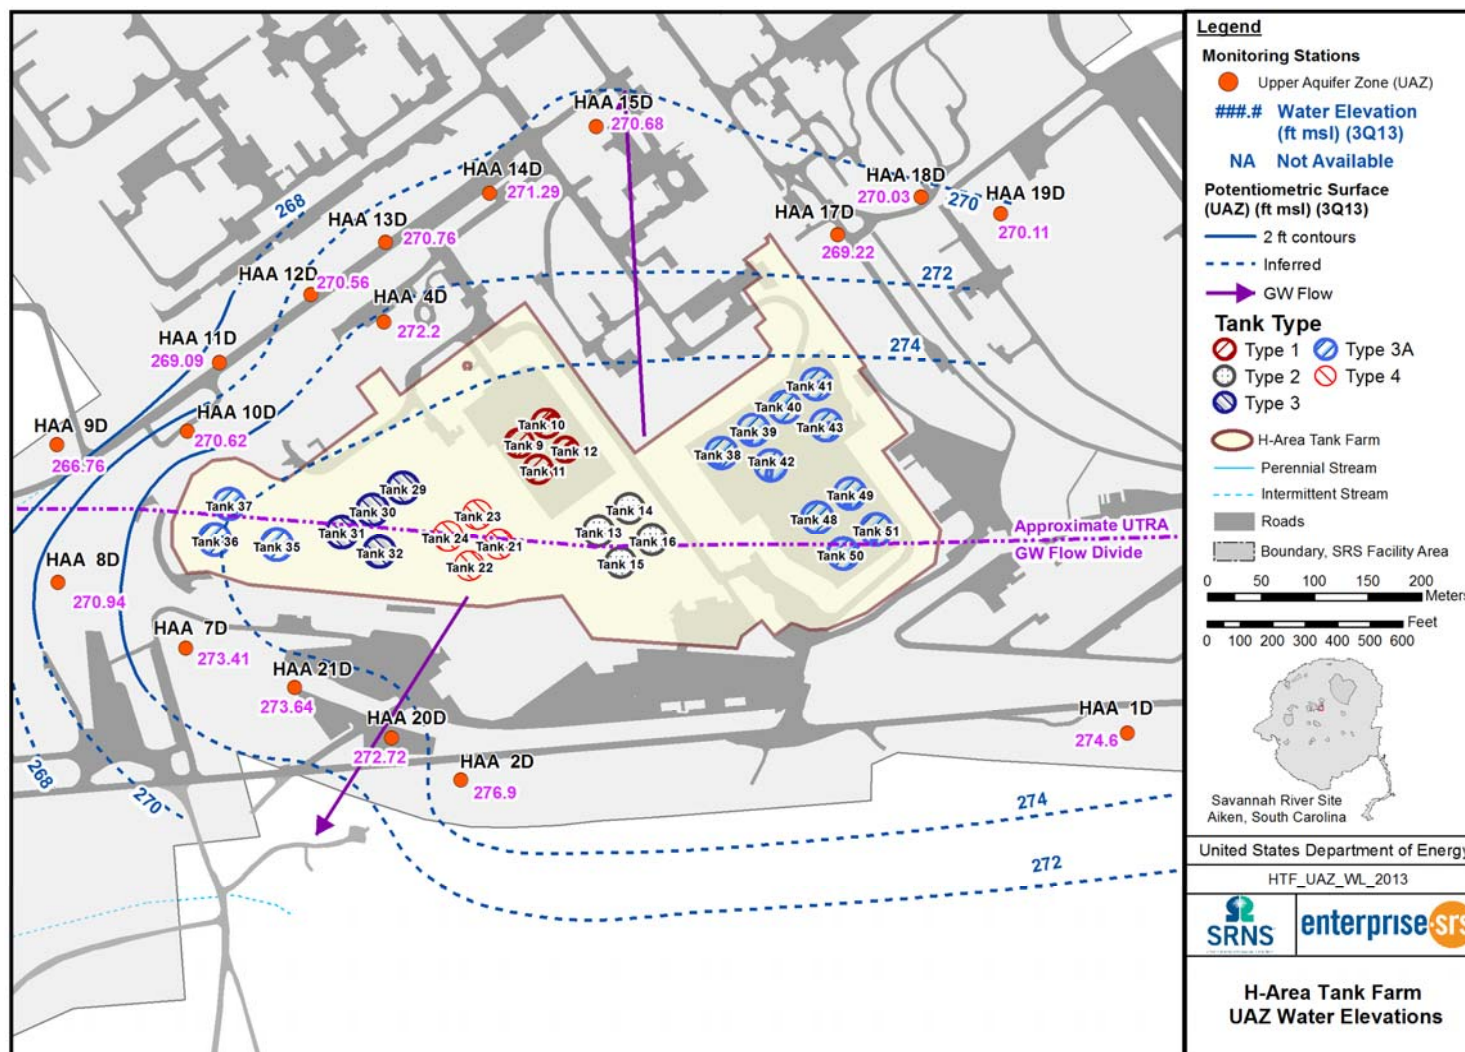 HAA 15D
270.68
HAA 14D
271.29
HAA 18D
270.03
270
HAA 19D
270.11
HAA 17D
269.22
268
HAA 13D
270.76
HAA 12D
270.56
HAA 4D
272.2
272
HAA 11D
269.09
274
HAA 10D
270.62
HAA 9D
266.76
Tank 41
Tank 40
Tank 39
Tank 43
Tank 38
Tank 42
Tank 10
Tank 9
Tank 12
Tank 11
Tank 29
Tank 37
Tank 30
Tank 23
Tank 14
Tank 49
Tank 48
Tank 51
Tank 36
Tank 35
Tank 31
Tank 32
Tank 24
Tank 21
Tank 22
Tank 13
Tank 16
Tank 15
Tank 50
Approximate UTRA
GW Flow Divide
HAA 8D
270.94
HAA 7D
273.41
HAA 21D
273.64
HAA 20D
272.72
HAA 2D
276.9
HAA 1D
274.6
268
270
274
272
Legend
Monitoring Stations
Upper Aquifer Zone (UAZ)
###.# Water Elevation
(ft msl) (3Q13)
NA Not Available
Potentiometric Surface
(UAZ) (ft msl) (3Q13)
2 ft contours
Inferred
GW Flow
Tank Type
Type 1 Type 3A
Type 2 Type 4
Type 3
H-Area Tank Farm
Perennial Stream
Intermittent Stream
Roads
Boundary, SRS Facility Area
0 50 100 150 200
Meters
Feet
0 100 200 300 400 500 600
Savannah River Site
Aiken, South Carolina
United States Department of Energy
HTF_UAZ_WL_2013
SRNS
enterprise·srs
H-Area Tank Farm
UAZ Water Elevations